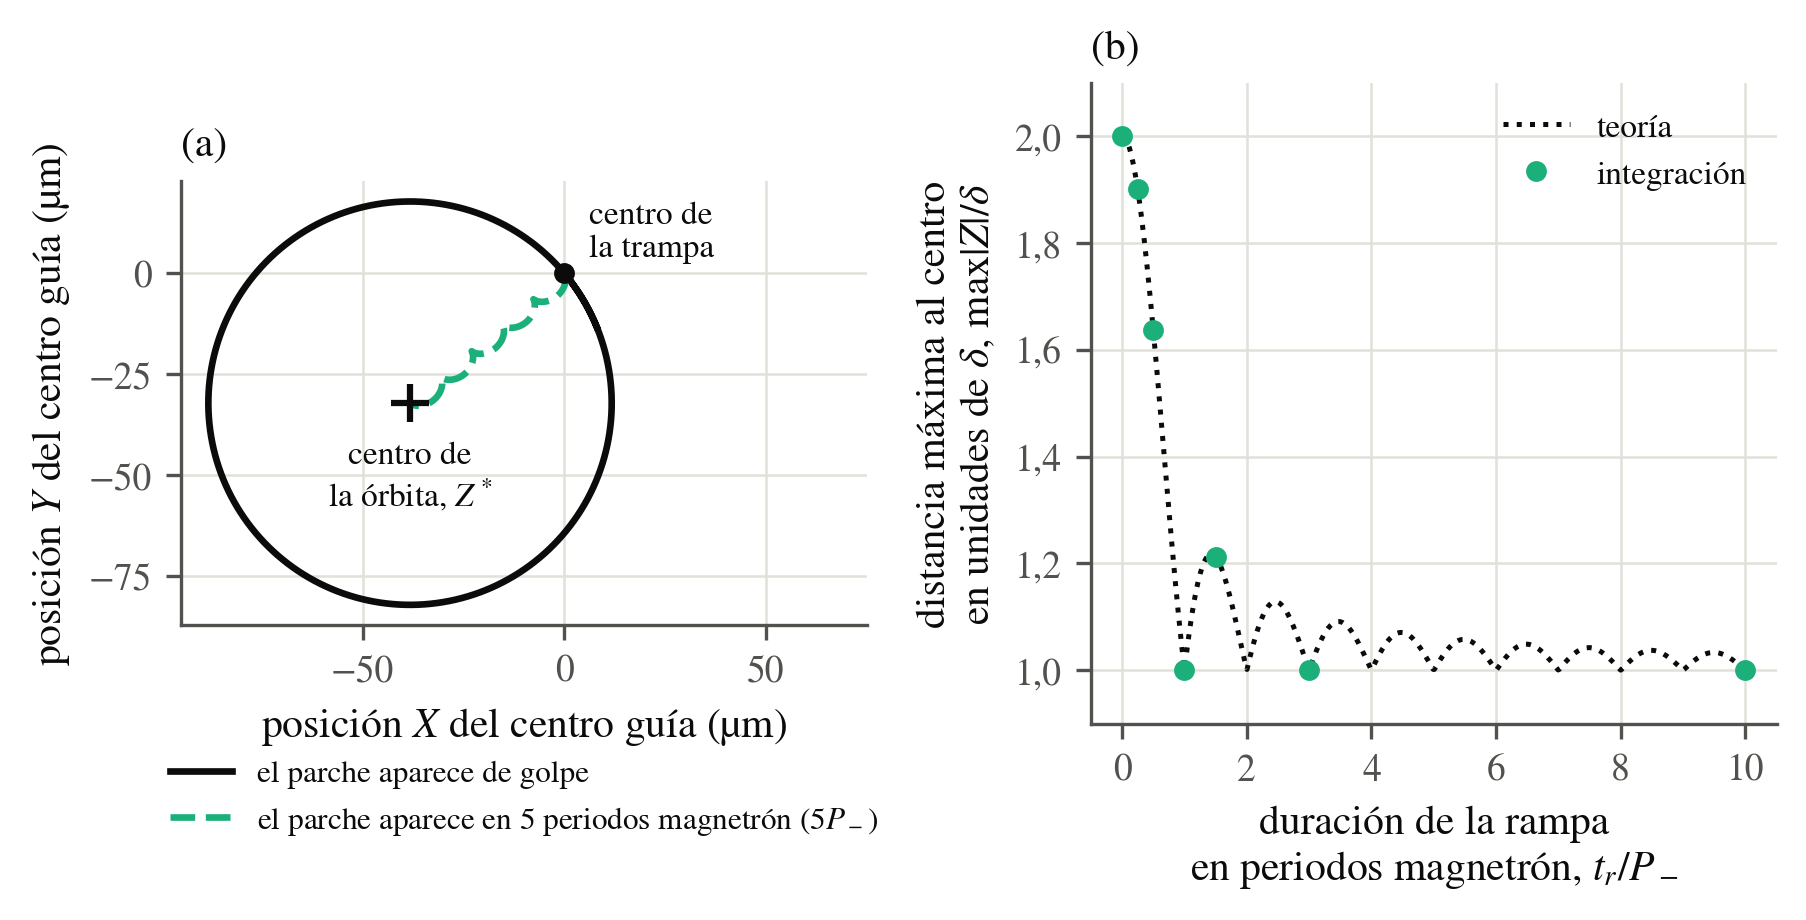 (a)
posición Y del centro guía (µm)
0
−25
−50
−75
centro de
la trampa
centro de
la órbita, Z*
−50
0
50
posición X del centro guía (µm)
el parche aparece de golpe
el parche aparece en 5 periodos magnetrón (5P₋)
(b)
distancia máxima al centro
en unidades de δ, max|Z|/δ
2,0
1,8
1,6
1,4
1,2
1,0
teoría
integración
0
2
4
6
8
10
duración de la rampa
en periodos magnetrón, tᵣ/P₋